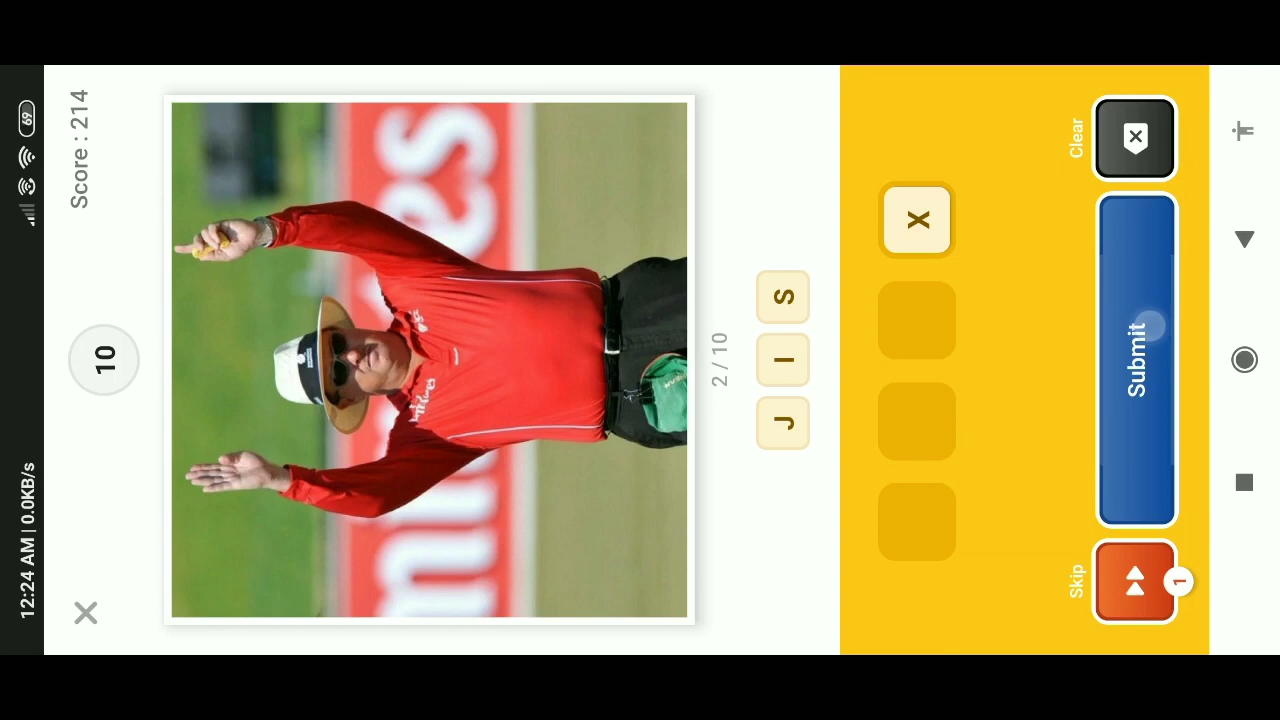 12:24 AM | 0.0KB/s
69
10
Score : 214
2 / 10
J I S
X
Skip
Clear
1
Submit